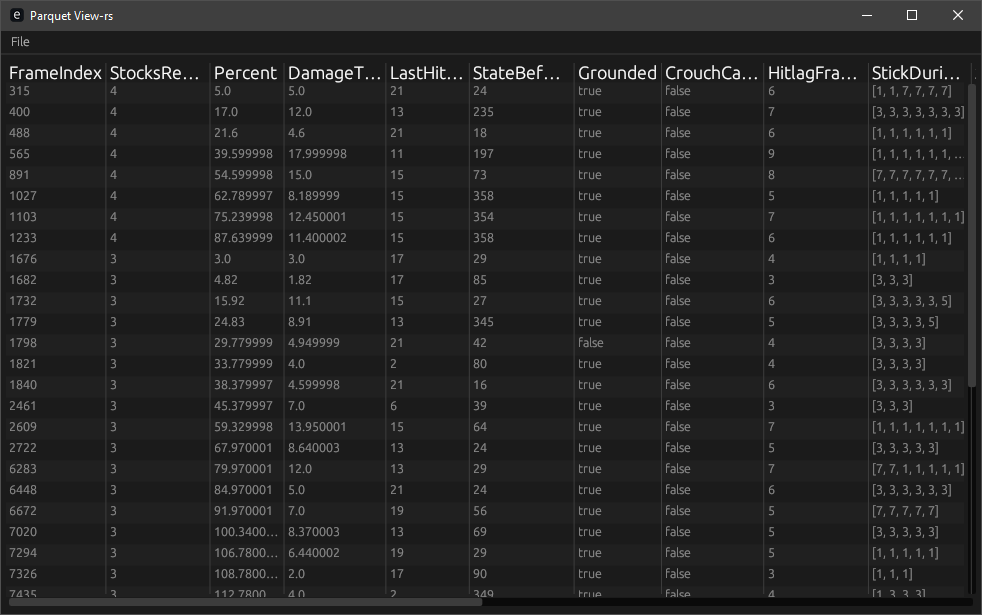 e Parquet View-rs
File
FrameIndex StocksRe... Percent DamageT... LastHit... StateBef... Grounded CrouchCa... HitlagFra... StickDuri...
315 4 5.0 5.0 21 24 true false 6 [1, 1, 7, 7, 7, 7]
400 4 17.0 12.0 13 235 true false 7 [3, 3, 3, 3, 3, 3, 3]
488 4 21.6 4.6 21 18 true false 6 [1, 1, 1, 1, 1, 1]
565 4 39.599998 17.999998 11 197 true false 9 [1, 1, 1, 1, 1, 1, ...
891 4 54.599998 15.0 15 73 true false 8 [7, 7, 7, 7, 7, 7, ...
1027 4 62.789997 8.189999 15 358 true false 5 [1, 1, 1, 1, 1]
1103 4 75.239998 12.450001 15 354 true false 7 [1, 1, 1, 1, 1, 1, 1]
1233 4 87.639999 11.400002 15 358 true false 6 [1, 1, 1, 1, 1, 1]
1676 3 3.0 3.0 17 29 true false 4 [1, 1, 1, 1]
1682 3 4.82 1.82 17 85 true false 3 [3, 3, 3]
1732 3 15.92 11.1 15 27 true false 6 [3, 3, 3, 3, 3, 5]
1779 3 24.83 8.91 13 345 true false 5 [3, 3, 3, 3, 5]
1798 3 29.779999 4.949999 21 42 false false 4 [3, 3, 3, 3]
1821 3 33.779999 4.0 2 80 true false 4 [3, 3, 3, 3]
1840 3 38.379997 4.599998 21 16 true false 6 [3, 3, 3, 3, 3, 3]
2461 3 45.379997 7.0 6 39 true false 3 [3, 3, 3]
2609 3 59.329998 13.950001 15 64 true false 7 [1, 1, 1, 1, 1, 1, 1]
2722 3 67.970001 8.640003 13 24 true false 5 [3, 3, 3, 3, 3]
6283 3 79.970001 12.0 13 29 true false 7 [7, 7, 1, 1, 1, 1, 1]
6448 3 84.970001 5.0 21 24 true false 6 [3, 3, 3, 3, 3, 3]
6672 3 91.970001 7.0 19 56 true false 5 [7, 7, 7, 7, 7]
7020 3 100.3400... 8.370003 13 69 true false 5 [3, 3, 3, 3, 3]
7294 3 106.7800... 6.440002 19 29 true false 5 [1, 1, 1, 1, 1]
7326 3 108.7800... 2.0 17 90 true false 3 [1, 1, 1]
7435 3 112.7800... 4.0 2 349 true false 4 [1, 3, 3, 3]